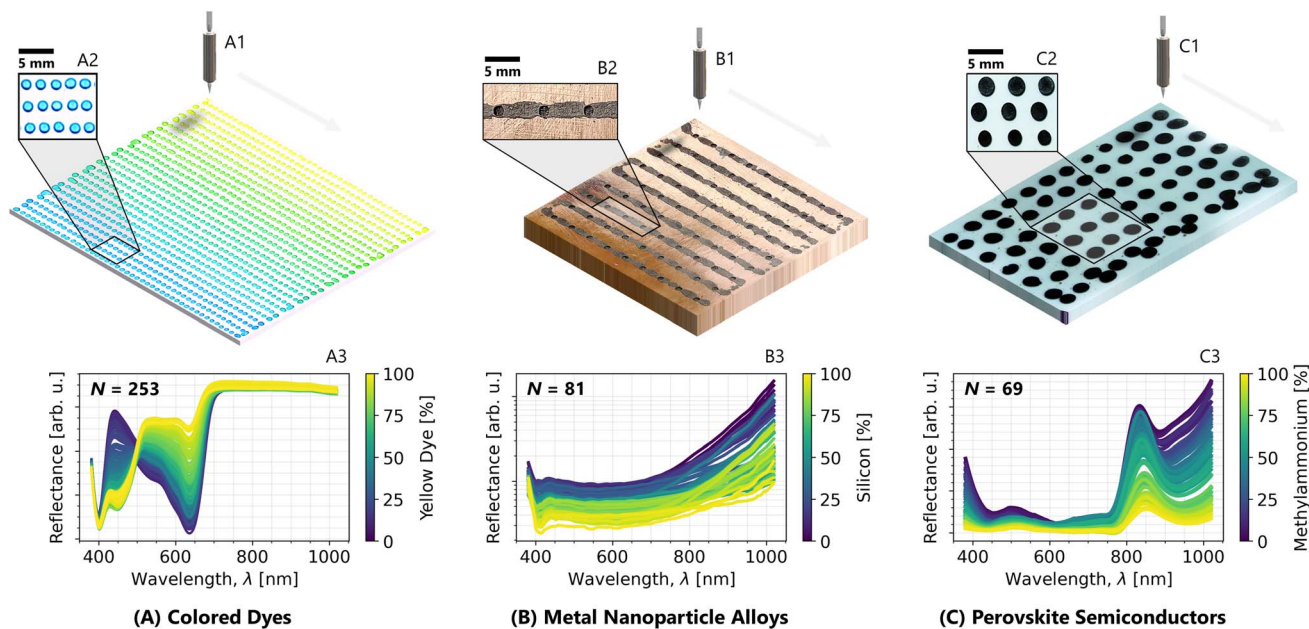 A1
A2
5 mm
B1
B2
5 mm
C1
C2
5 mm
A3
N = 253
Reflectance [arb. u.]
400 600 800 1000
Wavelength, λ [nm]
100
75
50
25
0
Yellow Dye [%]
B3
N = 81
Reflectance [arb. u.]
400 600 800 1000
Wavelength, λ [nm]
100
75
50
25
0
Silicon [%]
C3
N = 69
Reflectance [arb. u.]
400 600 800 1000
Wavelength, λ [nm]
100
75
50
25
0
Methylammonium [%]
(A) Colored Dyes
(B) Metal Nanoparticle Alloys
(C) Perovskite Semiconductors